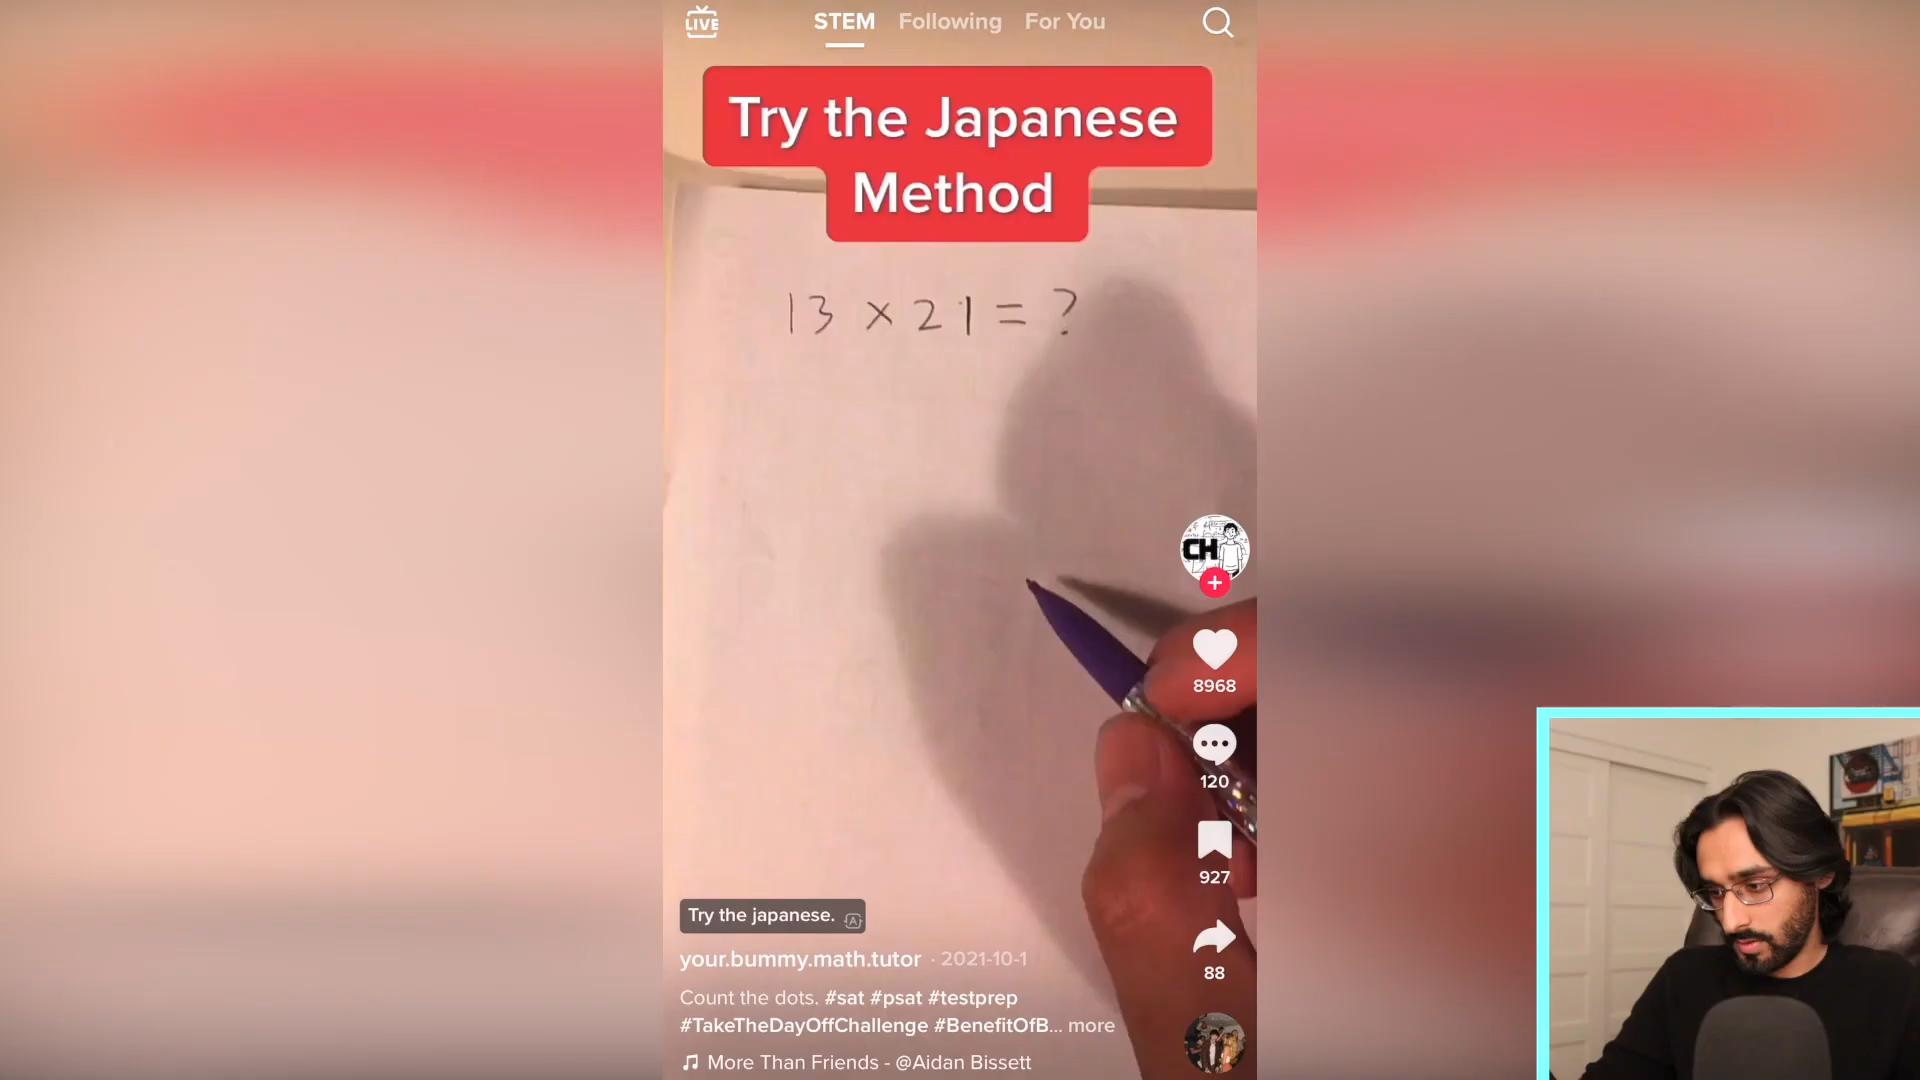 LIVE
STEM Following For You
Try the Japanese
Method
13 × 21 = ?
CH
8968
120
927
88
Try the japanese.
your.bummy.math.tutor · 2021-10-1
Count the dots. #sat #psat #testprep
#TakeTheDayOffChallenge #BenefitOfB... more
More Than Friends - @Aidan Bissett